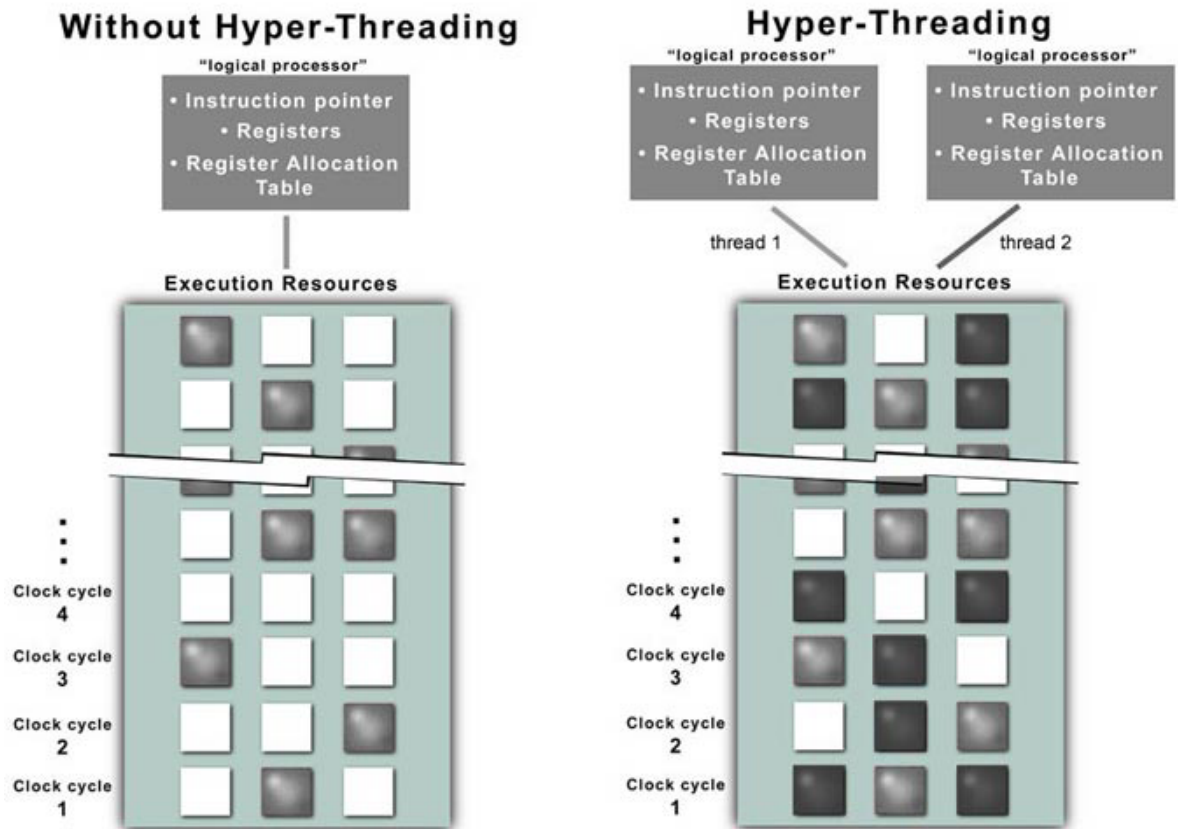 Without Hyper-Threading
"logical processor"
• Instruction pointer
• Registers
• Register Allocation
Table
Execution Resources
Clock cycle
4
Clock cycle
3
Clock cycle
2
Clock cycle
1
Hyper-Threading
"logical processor"
• Instruction pointer
• Registers
• Register Allocation
Table
"logical processor"
• Instruction pointer
• Registers
• Register Allocation
Table
thread 1
thread 2
Execution Resources
Clock cycle
4
Clock cycle
3
Clock cycle
2
Clock cycle
1